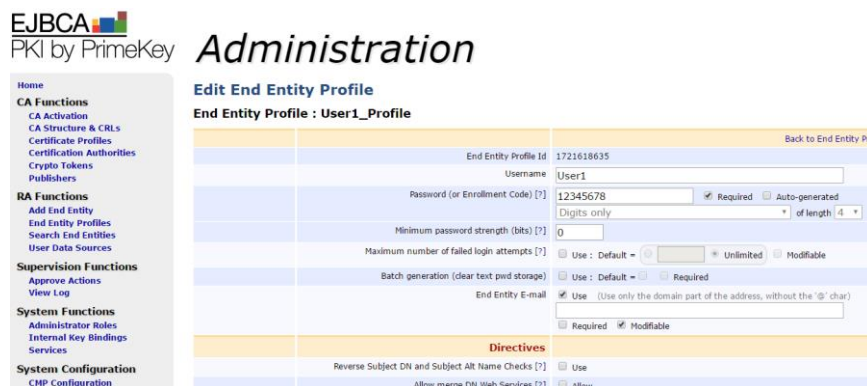 EJBCA
PKI by PrimeKey
Administration
Home
CA Functions
CA Activation
CA Structure & CRLs
Certificate Profiles
Certification Authorities
Crypto Tokens
Publishers
RA Functions
Add End Entity
End Entity Profiles
Search End Entities
User Data Sources
Supervision Functions
Approve Actions
View Log
System Functions
Administrator Roles
Internal Key Bindings
Services
System Configuration
CMP Configuration
Edit End Entity Profile
End Entity Profile : User1_Profile
Back to End Entity P
End Entity Profile Id 1721618635
Username User1
Password (or Enrollment Code) [?] 12345678 Required Auto-generated
Digits only of length 4
Minimum password strength (bits) [?] 0
Maximum number of failed login attempts [?] Use : Default = Unlimited Modifiable
Batch generation (clear text pwd storage) Use : Default = Required
End Entity E-mail Use (Use only the domain part of the address, without the '@' char)
Required Modifiable
Directives
Reverse Subject DN and Subject Alt Name Checks [?] Use
Allow merge DN Web Services [?] Allow